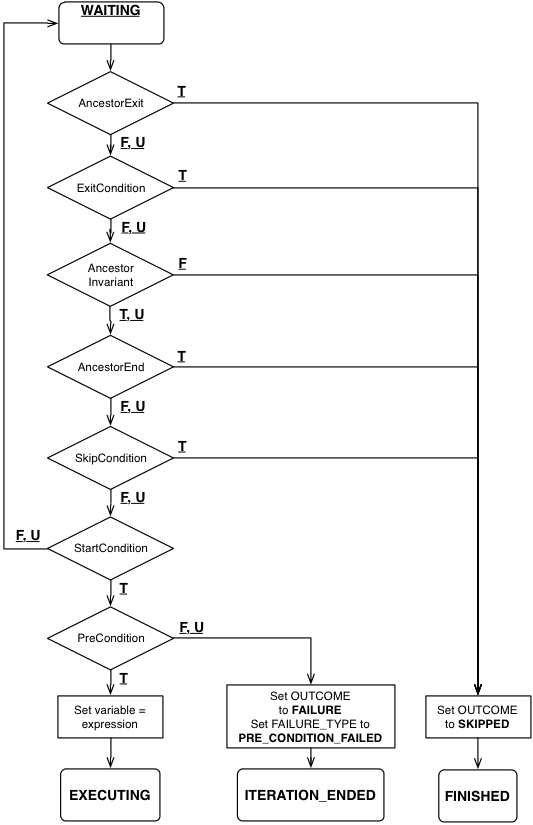 WAITING
AncestorExit
T
F, U
ExitCondition
T
F, U
Ancestor
Invariant
F
T, U
AncestorEnd
T
F, U
SkipCondition
T
F, U
F, U
StartCondition
T
PreCondition
F, U
T
Set variable =
expression
Set OUTCOME
to FAILURE
Set FAILURE_TYPE to
PRE_CONDITION_FAILED
Set OUTCOME
to SKIPPED
EXECUTING
ITERATION_ENDED
FINISHED